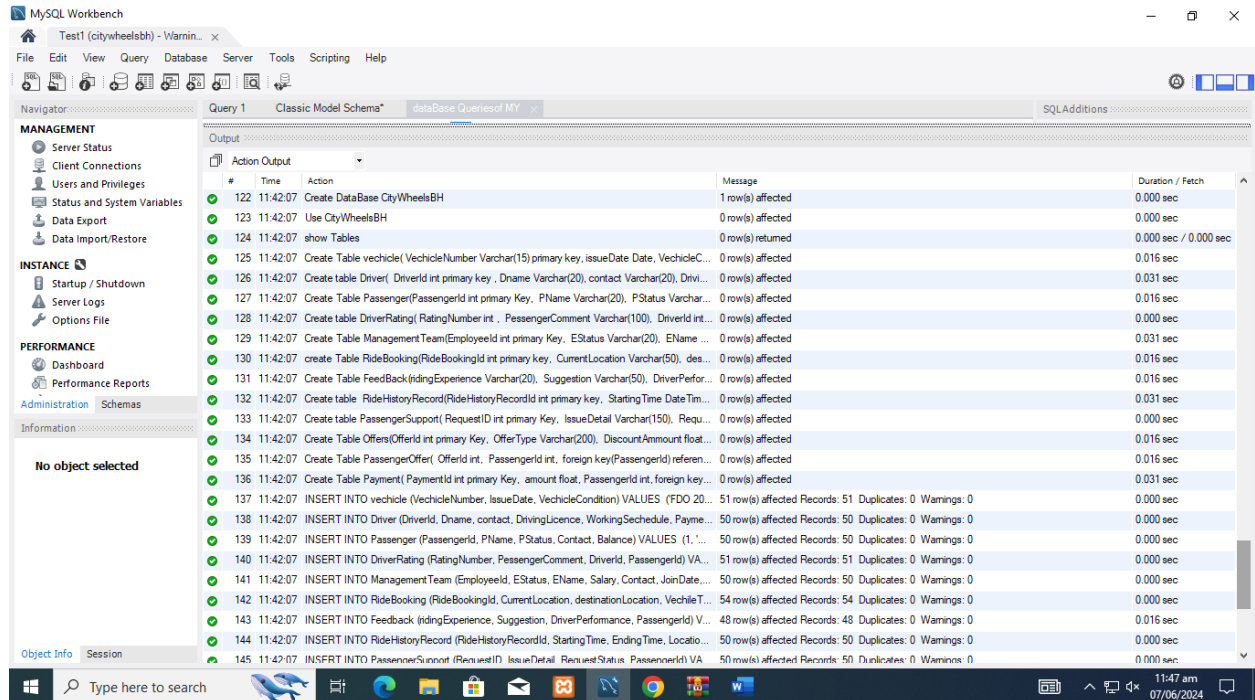 MySQL Workbench
Test1 (citywheelsbh) - Warnin... x
File Edit View Query Database Server Tools Scripting Help
Navigator
MANAGEMENT
Server Status
Client Connections
Users and Privileges
Status and System Variables
Data Export
Data Import/Restore
INSTANCE
Startup / Shutdown
Server Logs
Options File
PERFORMANCE
Dashboard
Performance Reports
Administration Schemas
Information
No object selected
Object Info Session
Query 1 Classic Model Schema* dataBase Queriesof MY x
SQLAdditions
Output
Action Output
# Time Action Message Duration / Fetch
122 11:42:07 Create DataBase CityWheelsBH 1 row(s) affected 0.000 sec
123 11:42:07 Use CityWheelsBH 0 row(s) affected 0.000 sec
124 11:42:07 show Tables 0 row(s) returned 0.000 sec / 0.000 sec
125 11:42:07 Create Table vechicle( VechicleNumber Varchar(15) primary key, issueDate Date, VechicleC... 0 row(s) affected 0.016 sec
126 11:42:07 Create table Driver( DriverId int primary key , Dname Varchar(20), contact Varchar(20), Drivi... 0 row(s) affected 0.031 sec
127 11:42:07 Create Table Passenger(PassengerId int primary Key, PName Varchar(20), PStatus Varchar... 0 row(s) affected 0.016 sec
128 11:42:07 Create table DriverRating( RatingNumber int , PessengerComment Varchar(100), DriverId int... 0 row(s) affected 0.000 sec
129 11:42:07 Create Table ManagementTeam(EmployeeId int primary Key, EStatus Varchar(20), EName ... 0 row(s) affected 0.031 sec
130 11:42:07 create Table RideBooking(RideBookingId int primary key, CurrentLocation Varchar(50), des... 0 row(s) affected 0.016 sec
131 11:42:07 Create Table FeedBack(ridingExperience Varchar(20), Suggestion Varchar(50), DriverPerfor... 0 row(s) affected 0.016 sec
132 11:42:07 Create table RideHistoryRecord(RideHistoryRecordId int primary key, StartingTime DateTim... 0 row(s) affected 0.031 sec
133 11:42:07 Create table PassengerSupport( RequestID int primary Key, IssueDetail Varchar(150), Requ... 0 row(s) affected 0.000 sec
134 11:42:07 Create Table Offers(OfferId int primary Key, OfferType Varchar(200), DiscountAmmount float... 0 row(s) affected 0.016 sec
135 11:42:07 Create Table PassengerOffer( OfferId int, PassengerId int, foreign key(PassengerId) referen... 0 row(s) affected 0.016 sec
136 11:42:07 Create Table Payment( PaymentId int primary Key, amount float, PassengerId int, foreign key... 0 row(s) affected 0.031 sec
137 11:42:07 INSERT INTO vechicle (VechicleNumber, IssueDate, VechicleCondition) VALUES ('FDO 20... 51 row(s) affected Records: 51 Duplicates: 0 Warnings: 0 0.000 sec
138 11:42:07 INSERT INTO Driver (DriverId, Dname, contact, DrivingLicence, WorkingSechedule, Payme... 50 row(s) affected Records: 50 Duplicates: 0 Warnings: 0 0.000 sec
139 11:42:07 INSERT INTO Passenger (PassengerId, PName, PStatus, Contact, Balance) VALUES (1, '... 50 row(s) affected Records: 50 Duplicates: 0 Warnings: 0 0.000 sec
140 11:42:07 INSERT INTO DriverRating (RatingNumber, PessengerComment, DriverId, PassengerId) VA... 51 row(s) affected Records: 51 Duplicates: 0 Warnings: 0 0.000 sec
141 11:42:07 INSERT INTO ManagementTeam (EmployeeId, EStatus, EName, Salary, Contact, JoinDate,... 50 row(s) affected Records: 50 Duplicates: 0 Warnings: 0 0.000 sec
142 11:42:07 INSERT INTO RideBooking (RideBookingId, CurrentLocation, destinationLocation, VechileT... 54 row(s) affected Records: 54 Duplicates: 0 Warnings: 0 0.000 sec
143 11:42:07 INSERT INTO Feedback (ridingExperience, Suggestion, DriverPerformance, PassengerId) V... 48 row(s) affected Records: 48 Duplicates: 0 Warnings: 0 0.016 sec
144 11:42:07 INSERT INTO RideHistoryRecord (RideHistoryRecordId, StartingTime, EndingTime, Locatio... 50 row(s) affected Records: 50 Duplicates: 0 Warnings: 0 0.000 sec
145 11:42:07 INSERT INTO PassengerSupport (RequestID, IssueDetail, RequestStatus, PassengerId) VA... 50 row(s) affected Records: 50 Duplicates: 0 Warnings: 0 0.000 sec
Type here to search
11:47 am
07/06/2024